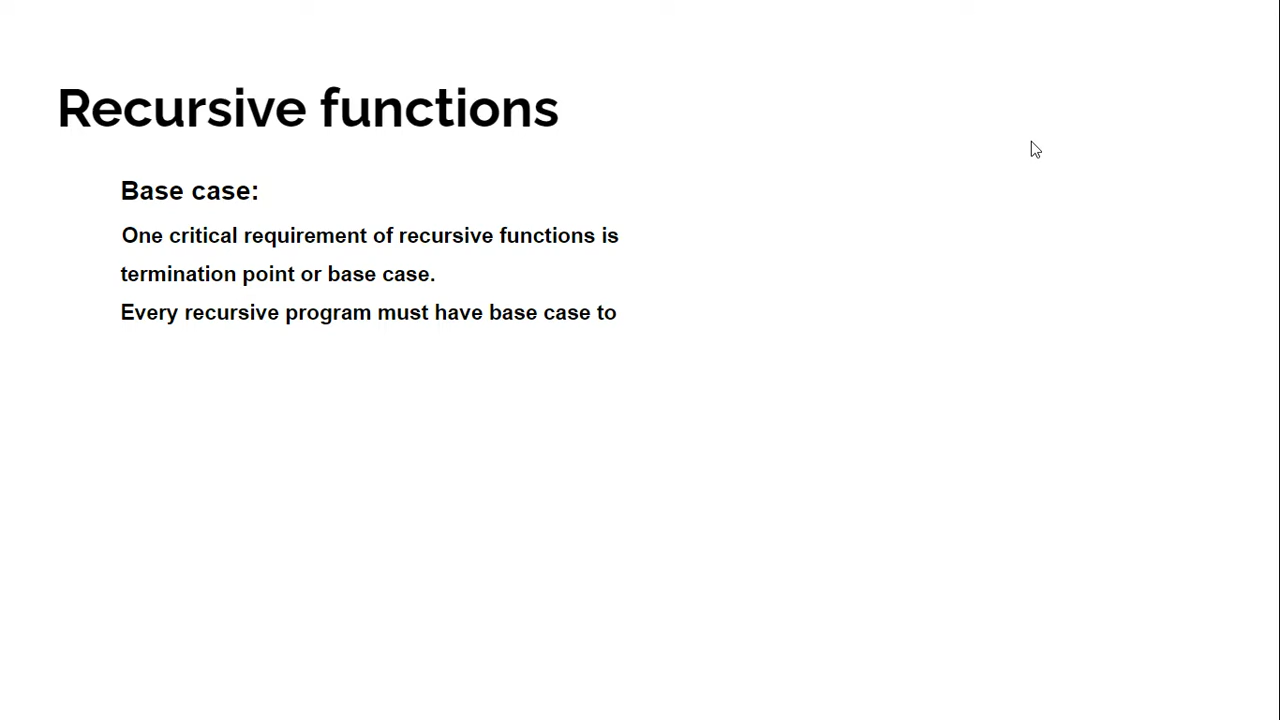 Recursive functions
Base case:
One critical requirement of recursive functions is
termination point or base case.
Every recursive program must have base case to